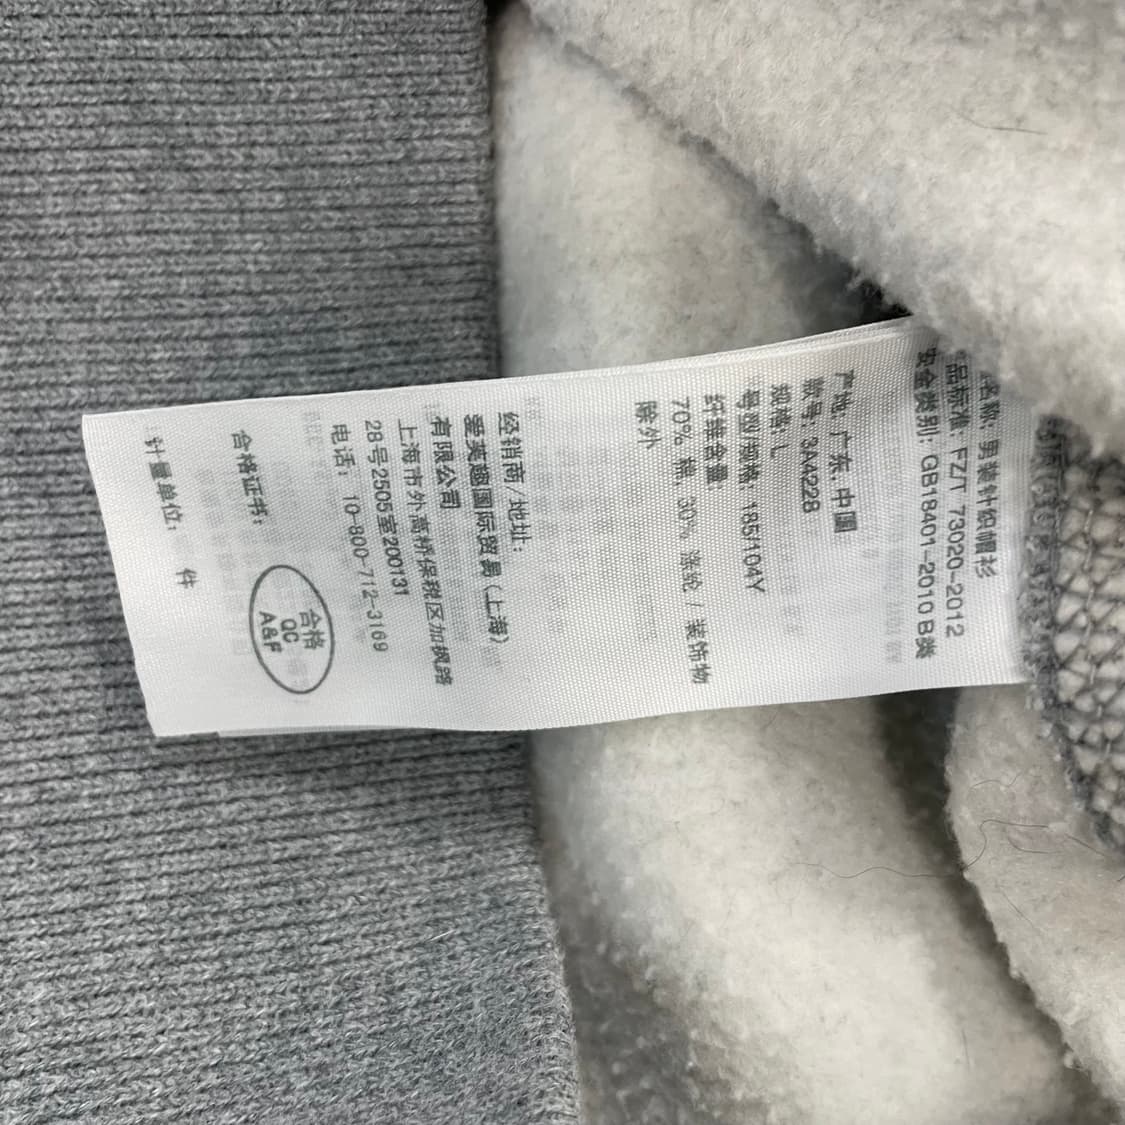 名称: 男装针织帽衫
品标准: FZ/T 73020-2012
安全类别: GB18401-2010 B类
产地: 广东, 中國
款号: 3A4228
规格: L
号型/规格: 185/104Y
纤维含量
70% 棉, 30% 涤纶 / 装饰物
除外
经销商/地址:
爱芙趣国际贸易(上海)
有限公司
上海市外高桥保税区加枫路
28号2505室200131
电话: 10-800-712-3169
合格证书:
合格
QC
A&F
计量单位: 件